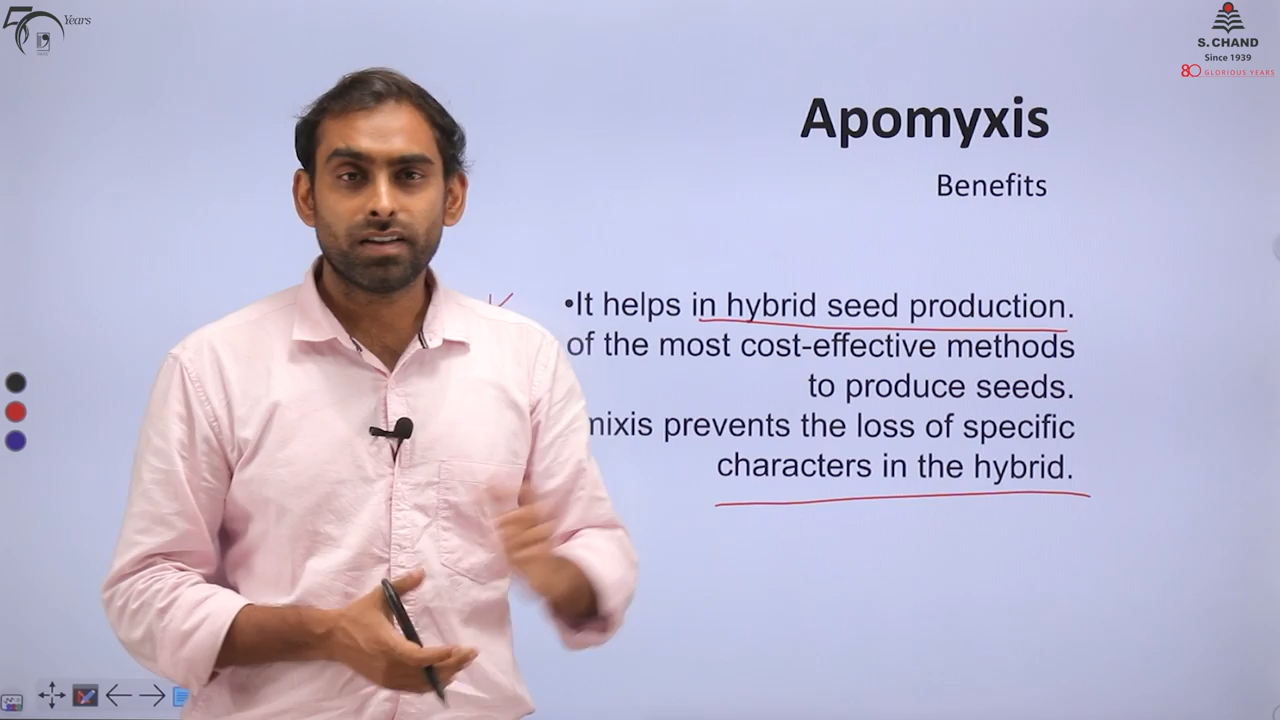 50 Years
S. CHAND
Since 1939
80 GLORIOUS YEARS
Apomyxis
Benefits
•It helps in hybrid seed production.
of the most cost-effective methods
to produce seeds.
mixis prevents the loss of specific
characters in the hybrid.